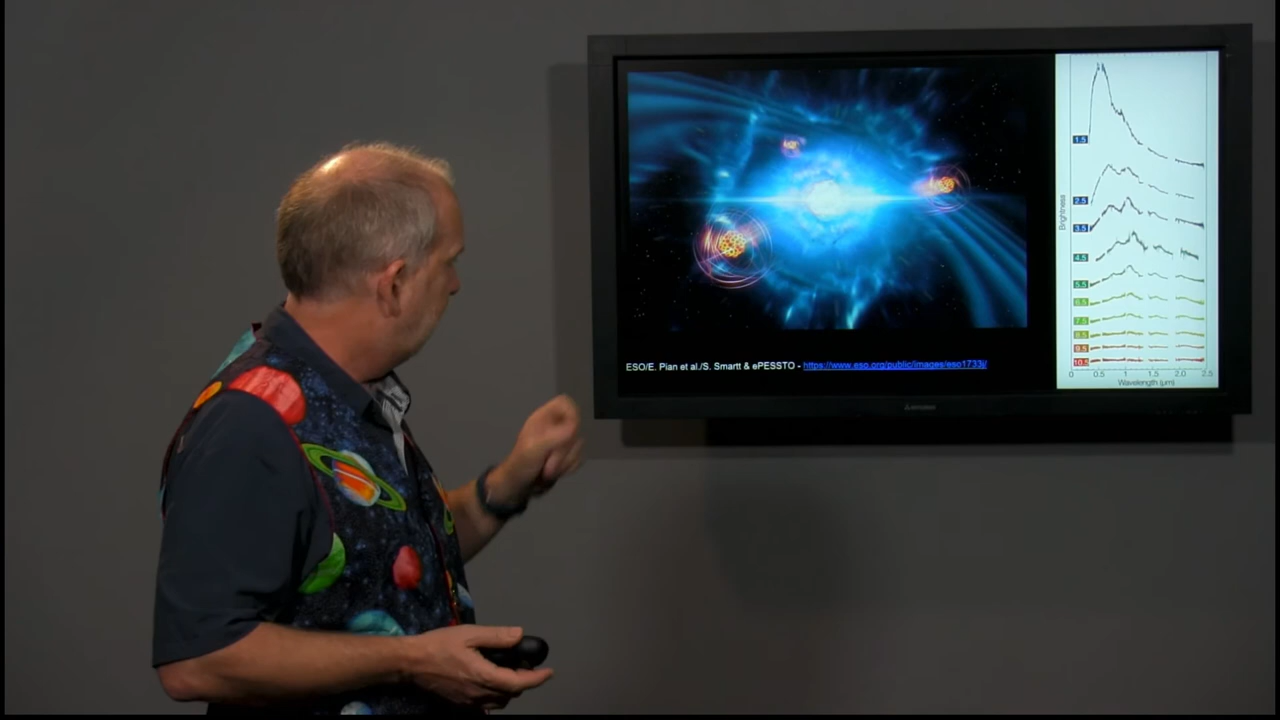 ESO/E. Pian et al./S. Smartt & ePESSTO - https://www.eso.org/public/images/eso1733j/
Brightness
1.5
2.5
3.5
4.5
5.5
6.5
7.5
8.5
9.5
10.5
0 0.5 1.0 1.5 2.0 2.5
Wavelength (μm)